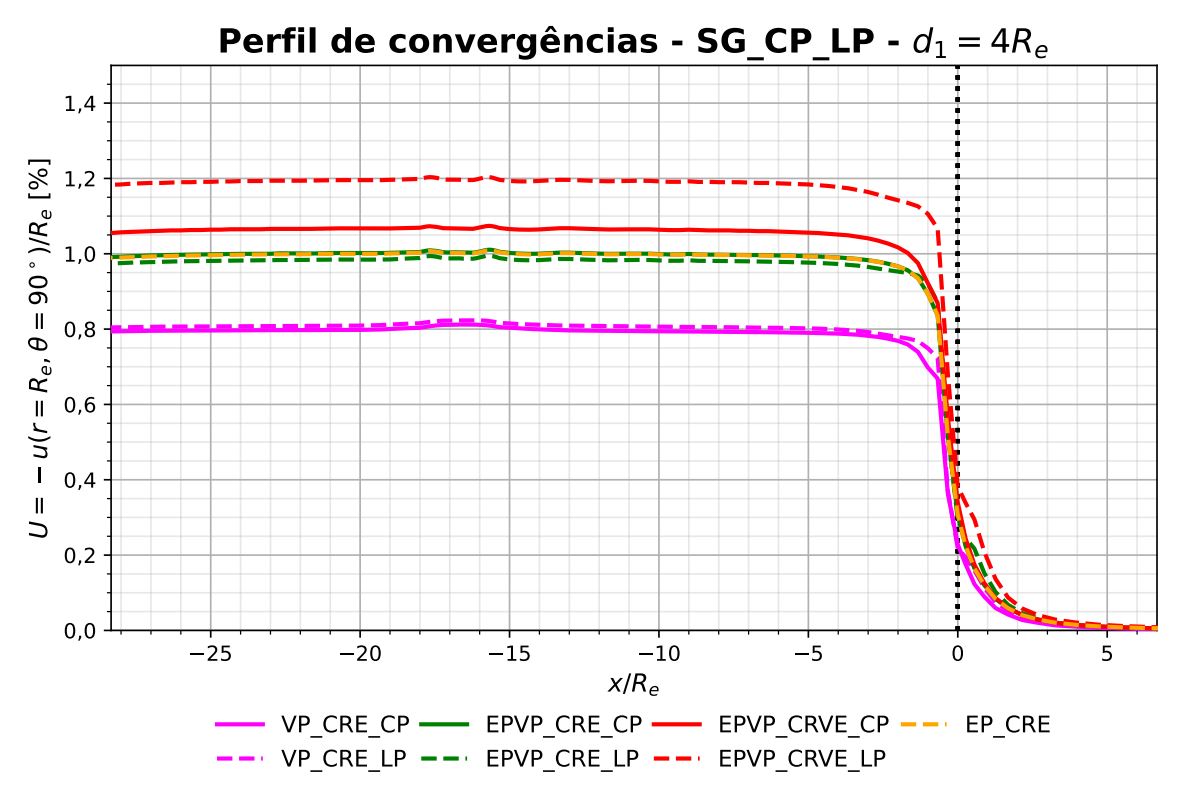 Perfil de convergências - SG_CP_LP - d₁ = 4Rₑ
U = − u(r = Rₑ, θ = 90°)/Rₑ [%]
1,4
1,2
1,0
0,8
0,6
0,4
0,2
0,0
−25 −20 −15 −10 −5 0 5
x/Rₑ
VP_CRE_CP EPVP_CRE_CP EPVP_CRVE_CP EP_CRE
VP_CRE_LP EPVP_CRE_LP EPVP_CRVE_LP